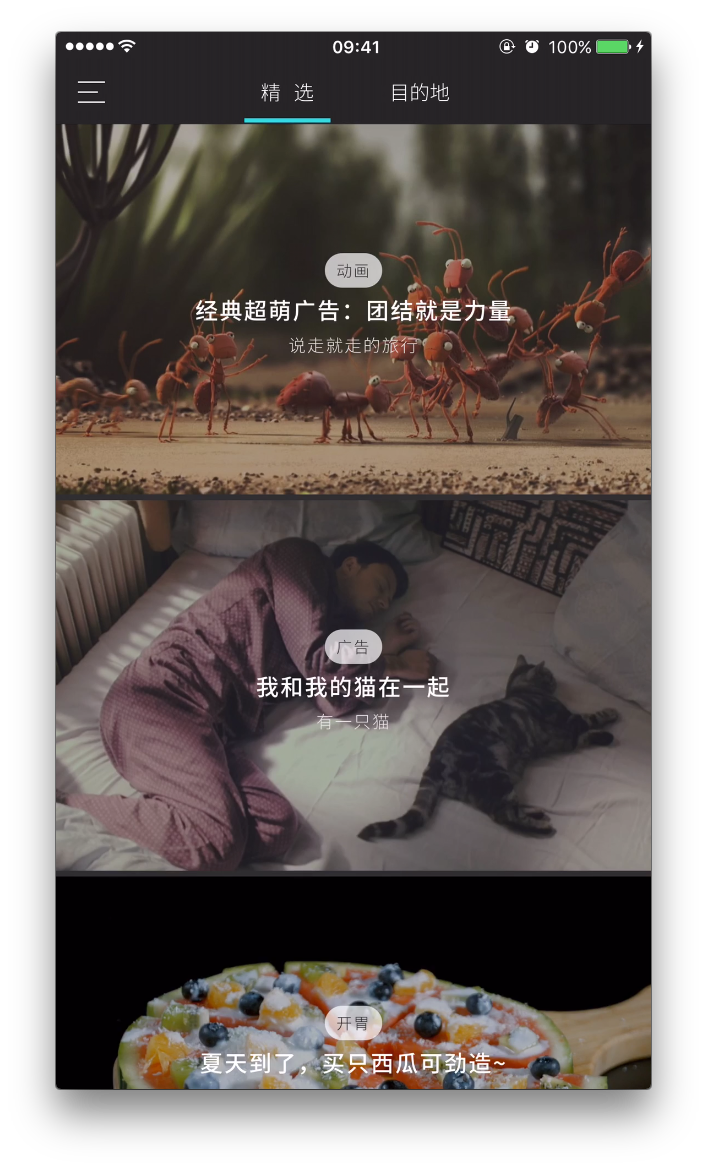 09:41
100%
精 选
目的地
动画
经典超萌广告：团结就是力量
说走就走的旅行
广告
我和我的猫在一起
有一只猫
开胃
夏天到了，买只西瓜可劲造~